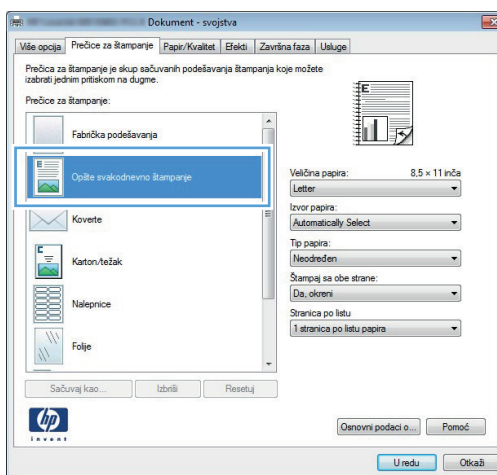 Dokument - svojstva
Više opcija Prečice za štampanje Papir/Kvalitet Efekti Završna faza Usluge
Prečica za štampanje je skup sačuvanih podešavanja štampanja koje možete
izabrati jednim pritiskom na dugme.
Prečice za štampanje:
Fabrička podešavanja
Opšte svakodnevno štampanje
Koverte
Karton/težak
Nalepnice
Folije
Sačuvaj kao... Izbriši Resetuj
E
Veličina papira: 8,5 × 11 inča
Letter
Izvor papira:
Automatically Select
Tip papira:
Neodređen
Štampaj sa obe strane:
Da, okreni
Stranica po listu
1 stranica po listu papira
hp
invent
Osnovni podaci o... Pomoć
U redu Otkaži